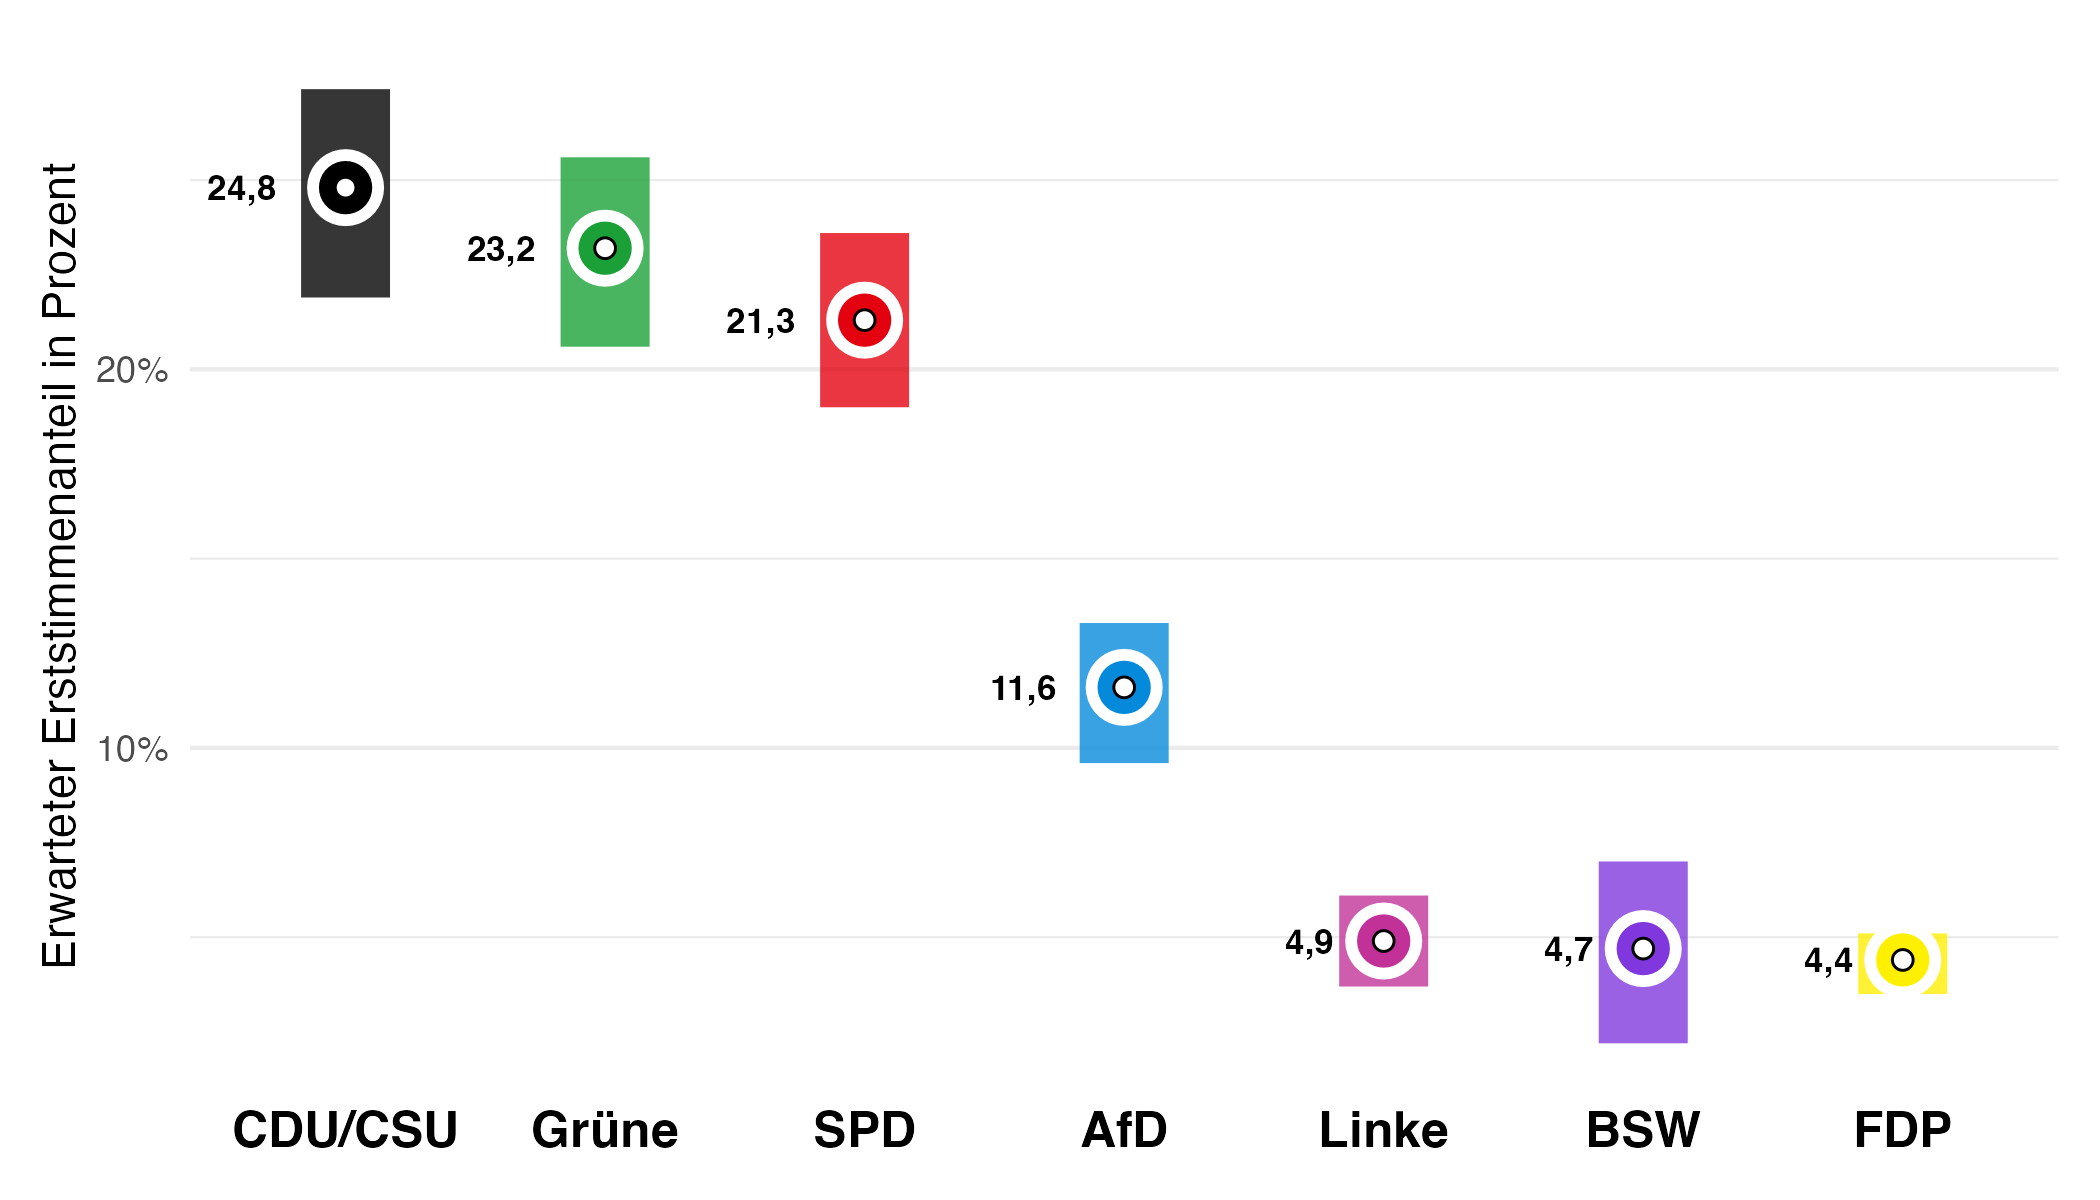 Erwarteter Erststimmenanteil in Prozent
20%
10%
24,8
23,2
21,3
11,6
4,9
4,7
4,4
CDU/CSU
Grüne
SPD
AfD
Linke
BSW
FDP